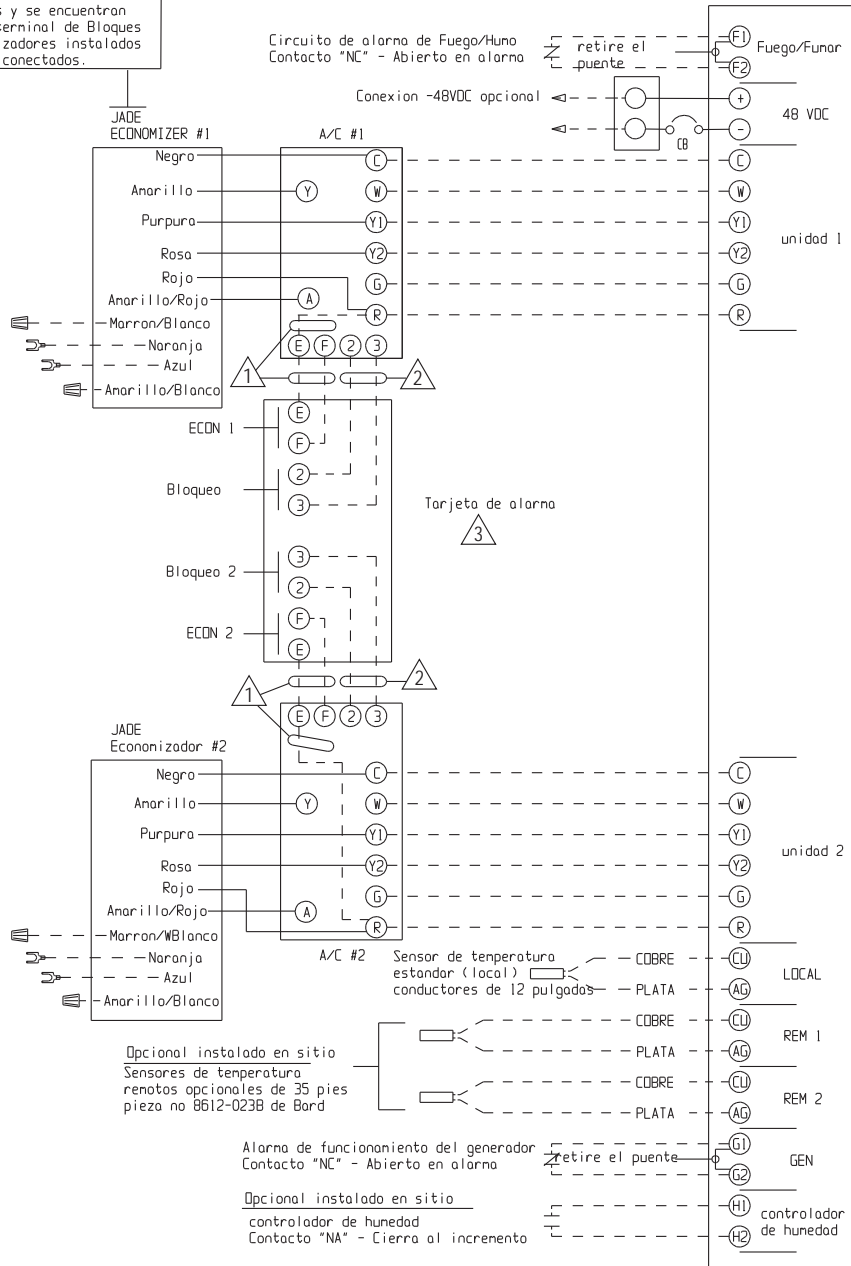 s y se encuentran
terminal de Bloques
izadores instalados
conectados.
Circuito de alarma de Fuego/Humo
Contacto "NC" - Abierto en alarma
retire el
puente
F1
F2
Fuego/Fumar
Conexion -48VDC opcional
+
-
CB
48 VDC
JADE
ECONOMIZER #1
A/C #1
Negro
Amarillo
Purpura
Rosa
Rojo
Amarillo/Rojo
Marron/Blanco
Naranja
Azul
Amarillo/Blanco
Y
A
C
W
Y1
Y2
G
R
E F 2 3
C
W
Y1
Y2
G
R
unidad 1
1
2
ECON 1
E
F
Bloqueo
2
3
Tarjeta de alarma
3
Bloqueo 2
3
2
ECON 2
F
E
1
2
E F 2 3
JADE
Economizador #2
Negro
Amarillo
Purpura
Rosa
Rojo
Amarillo/Rojo
Marron/WBlanco
Naranja
Azul
Amarillo/Blanco
Y
A
C
W
Y1
Y2
G
R
A/C #2
C
W
Y1
Y2
G
R
unidad 2
Sensor de temperatura
estandar (local)
conductores de 12 pulgadas
COBRE
PLATA
CU
AG
LOCAL
Opcional instalado en sitio
Sensores de temperatura
remotos opcionales de 35 pies
pieza no 8612-023B de Bard
COBRE
PLATA
CU
AG
REM 1
COBRE
PLATA
CU
AG
REM 2
Alarma de funcionamiento del generador
Contacto "NC" - Abierto en alarma
retire el puente
G1
G2
GEN
Opcional instalado en sitio
controlador de humedad
Contacto "NA" - Cierra al incremento
H1
H2
controlador
de humedad